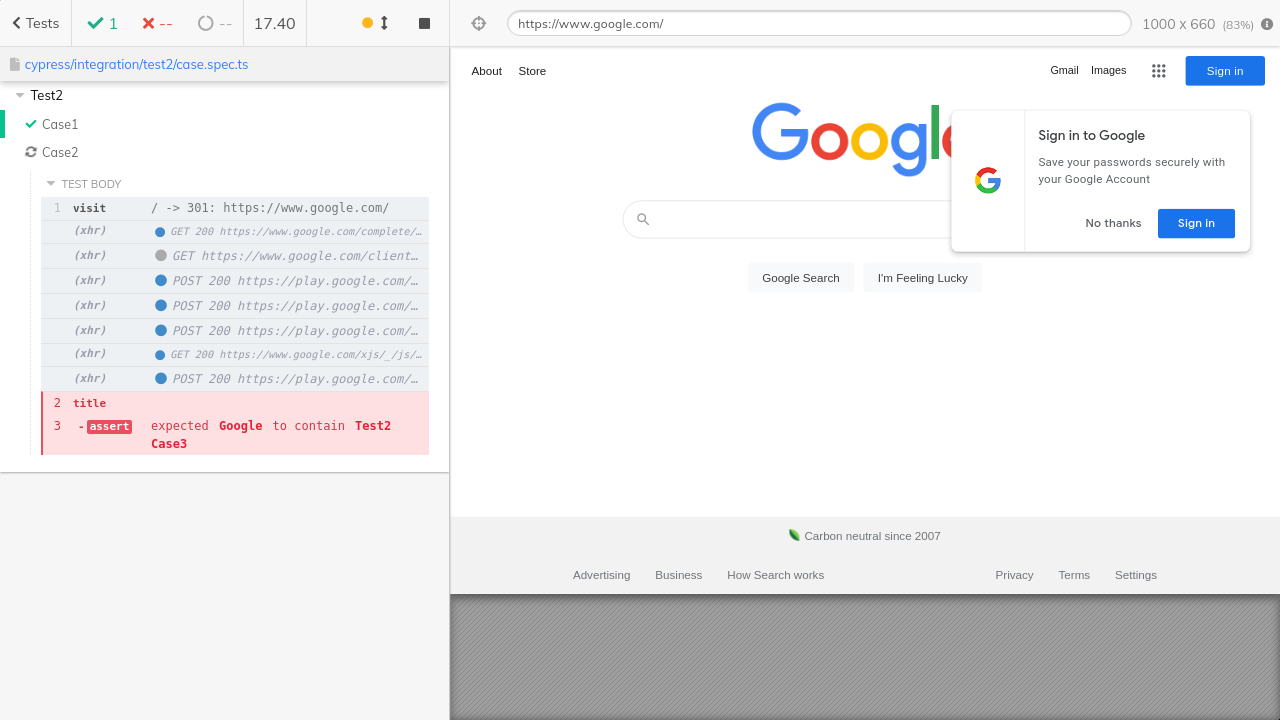 Tests
1
--
--
17.40
https://www.google.com/
1000 x 660 (83%)
cypress/integration/test2/case.spec.ts
Test2
Case1
Case2
TEST BODY
1 visit / -> 301: https://www.google.com/
(xhr) GET 200 https://www.google.com/complete/…
(xhr) GET https://www.google.com/client…
(xhr) POST 200 https://play.google.com/…
(xhr) POST 200 https://play.google.com/…
(xhr) POST 200 https://play.google.com/…
(xhr) GET 200 https://www.google.com/xjs/_/js/…
(xhr) POST 200 https://play.google.com/…
2 title
3 -assert expected Google to contain Test2
Case3
About Store
Gmail Images
Sign in
Google
Sign in to Google
Save your passwords securely with
your Google Account
No thanks
Sign in
Google Search
I'm Feeling Lucky
Carbon neutral since 2007
Advertising Business How Search works
Privacy Terms Settings